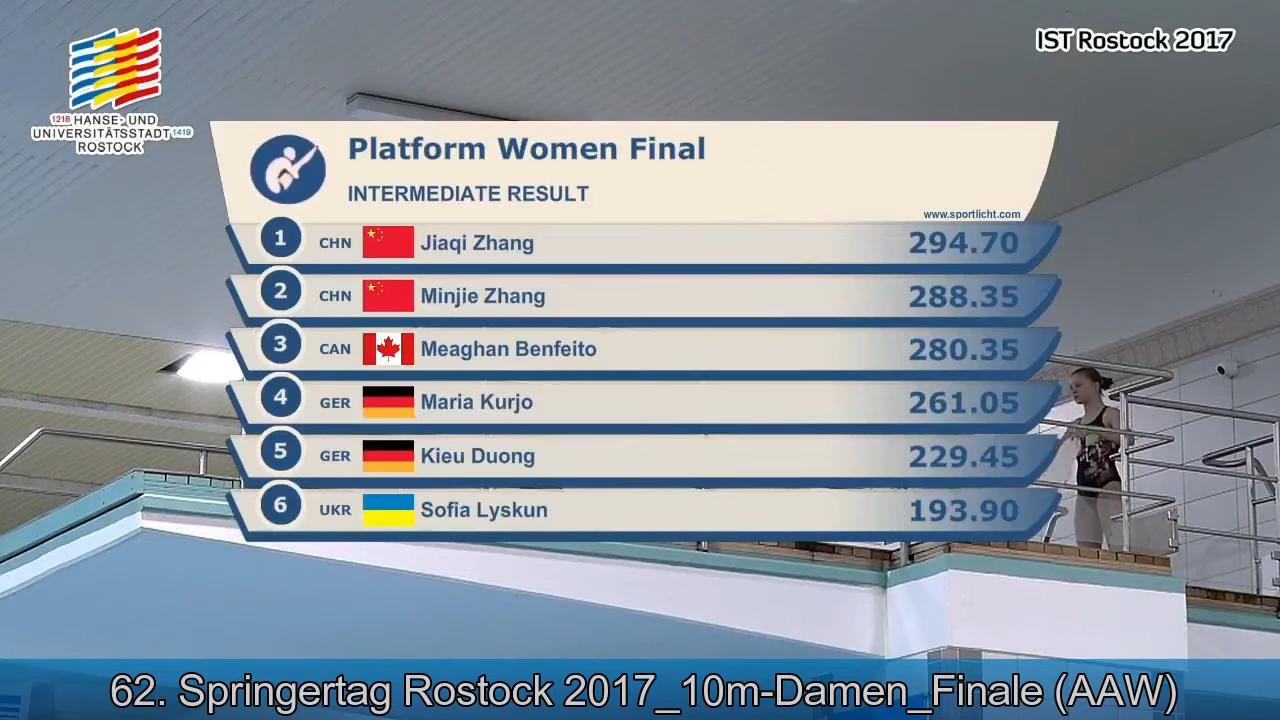 IST Rostock 2017
1218 HANSE- UND
UNIVERSITÄTSSTADT 1419
ROSTOCK
Platform Women Final
INTERMEDIATE RESULT
www.sportlicht.com
1 CHN Jiaqi Zhang 294.70
2 CHN Minjie Zhang 288.35
3 CAN Meaghan Benfeito 280.35
4 GER Maria Kurjo 261.05
5 GER Kieu Duong 229.45
6 UKR Sofia Lyskun 193.90
62. Springertag Rostock 2017_10m-Damen_Finale (AAW)